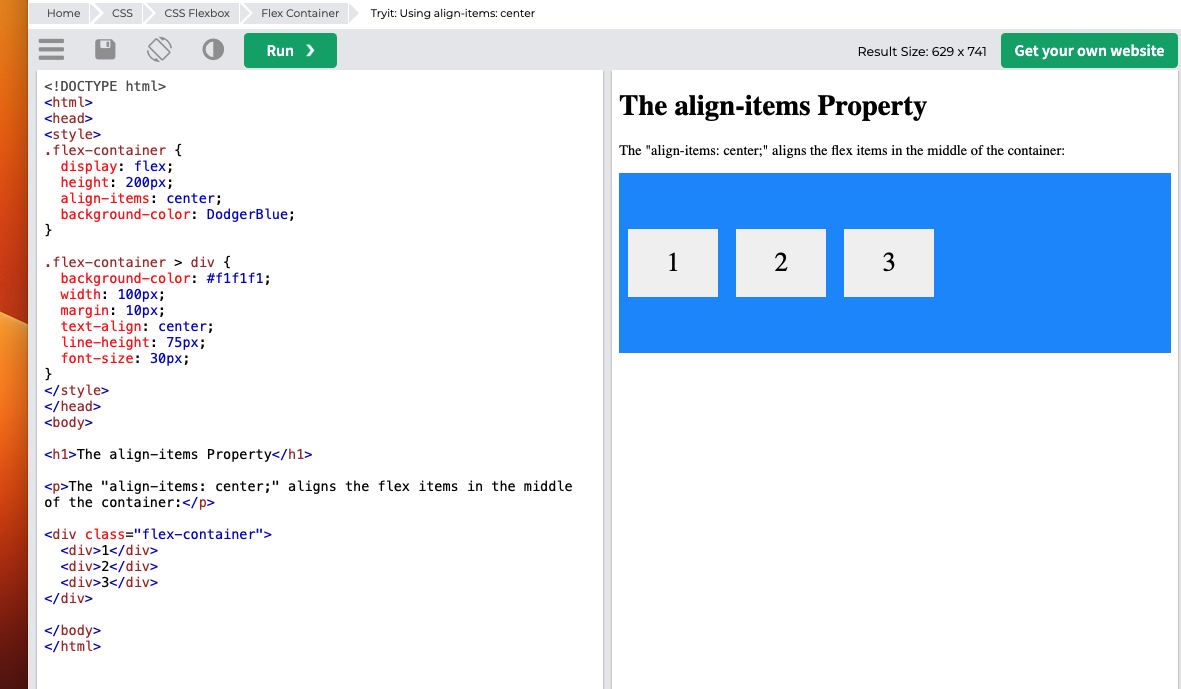 Home CSS CSS Flexbox Flex Container Tryit: Using align-items: center
Run ❯ Result Size: 629 x 741 Get your own website
<!DOCTYPE html>
<html>
<head>
<style>
.flex-container {
  display: flex;
  height: 200px;
  align-items: center;
  background-color: DodgerBlue;
}

.flex-container > div {
  background-color: #f1f1f1;
  width: 100px;
  margin: 10px;
  text-align: center;
  line-height: 75px;
  font-size: 30px;
}
</style>
</head>
<body>

<h1>The align-items Property</h1>

<p>The "align-items: center;" aligns the flex items in the middle
of the container:</p>

<div class="flex-container">
  <div>1</div>
  <div>2</div>
  <div>3</div>
</div>

</body>
</html>
The align-items Property
The "align-items: center;" aligns the flex items in the middle of the container:
1 2 3